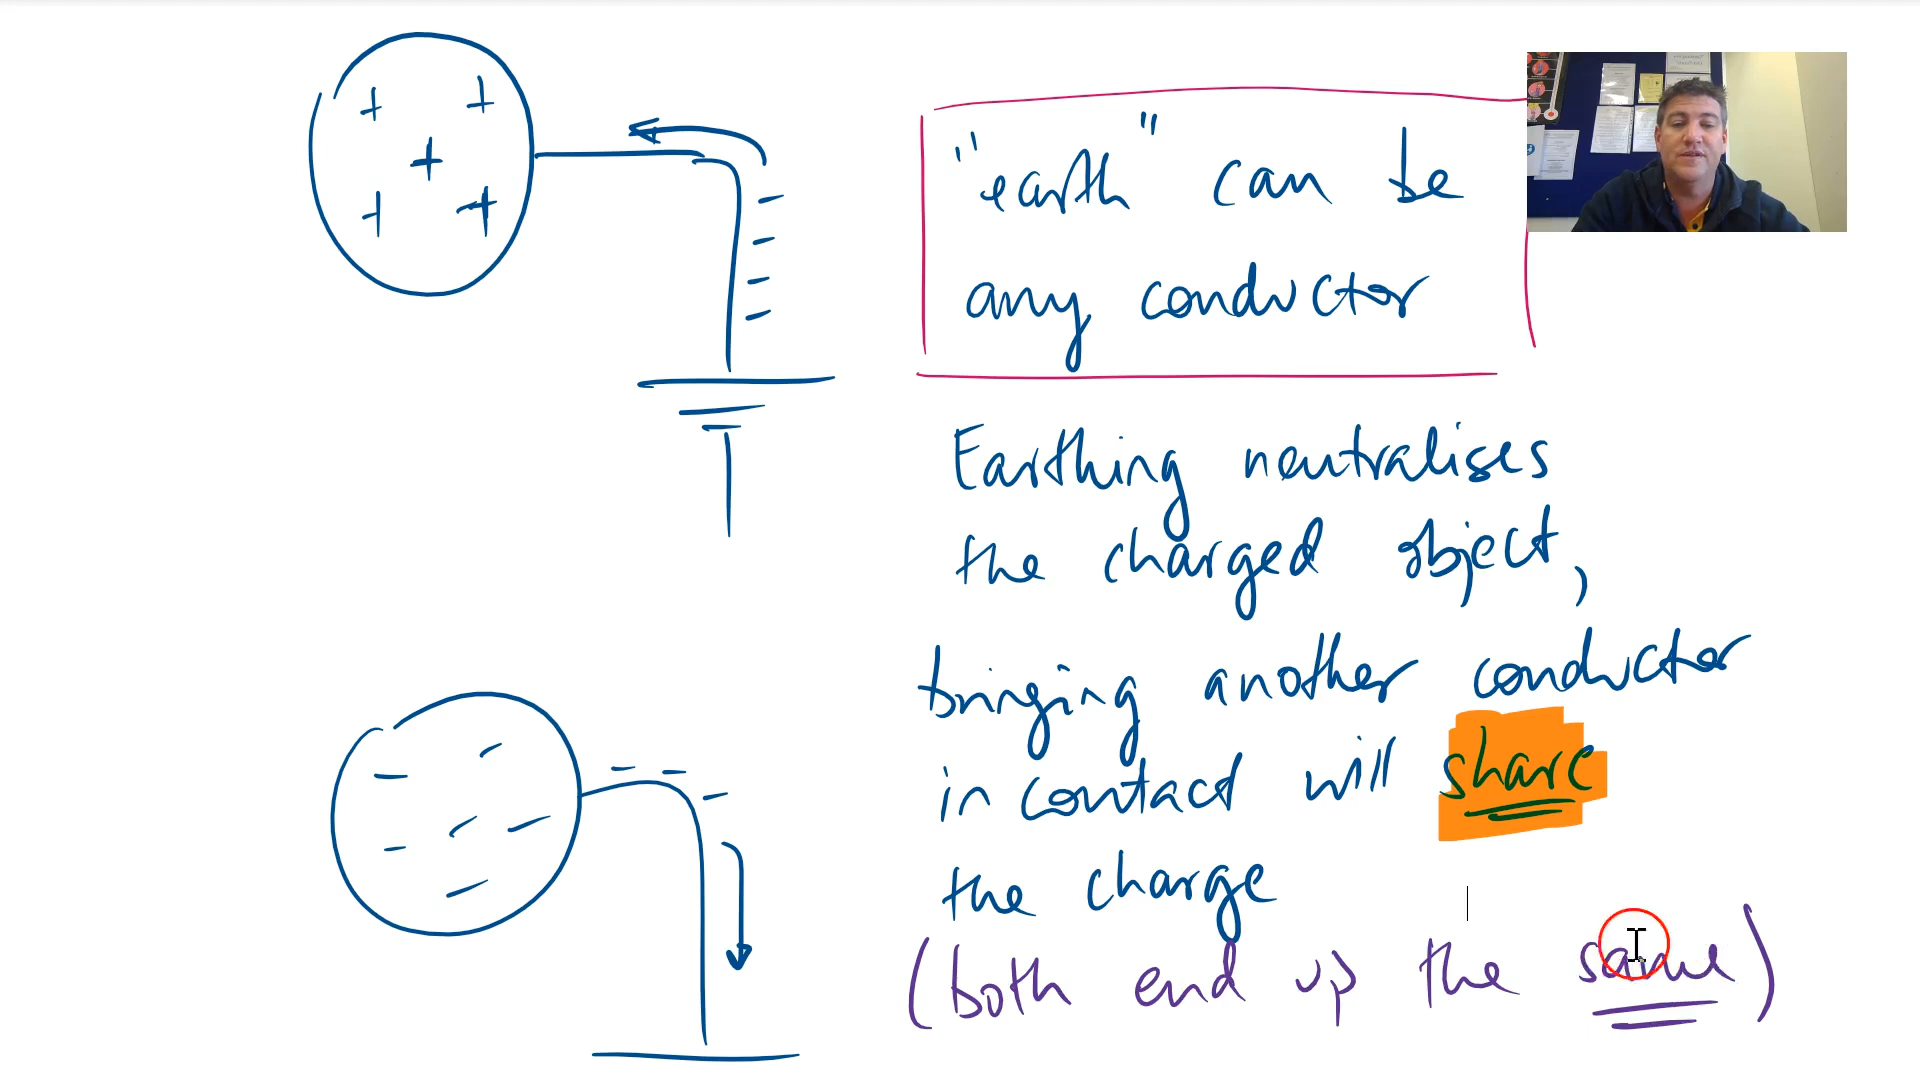 "earth" can be
any conductor
Earthing neutralises
the charged object,
bringing another conductor
in contact will share
the charge
(both end up the same)